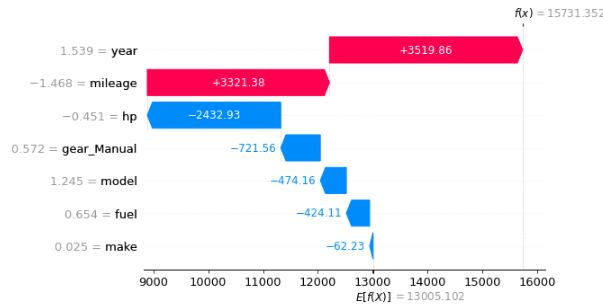 f(x) = 15731.352
1.539 = year
+3519.86
−1.468 = mileage
+3321.38
−0.451 = hp
−2432.93
0.572 = gear_Manual
−721.56
1.245 = model
−474.16
0.654 = fuel
−424.11
0.025 = make
−62.23
9000 10000 11000 12000 13000 14000 15000 16000
E[f(X)] = 13005.102